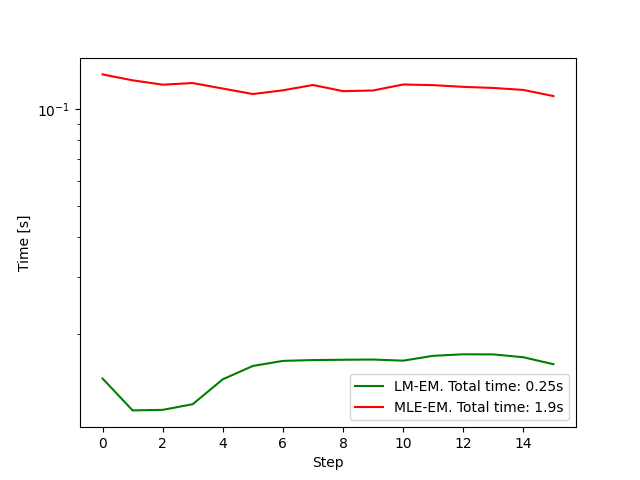 10⁻¹
Time [s]
0 2 4 6 8 10 12 14
Step
LM-EM. Total time: 0.25s
MLE-EM. Total time: 1.9s